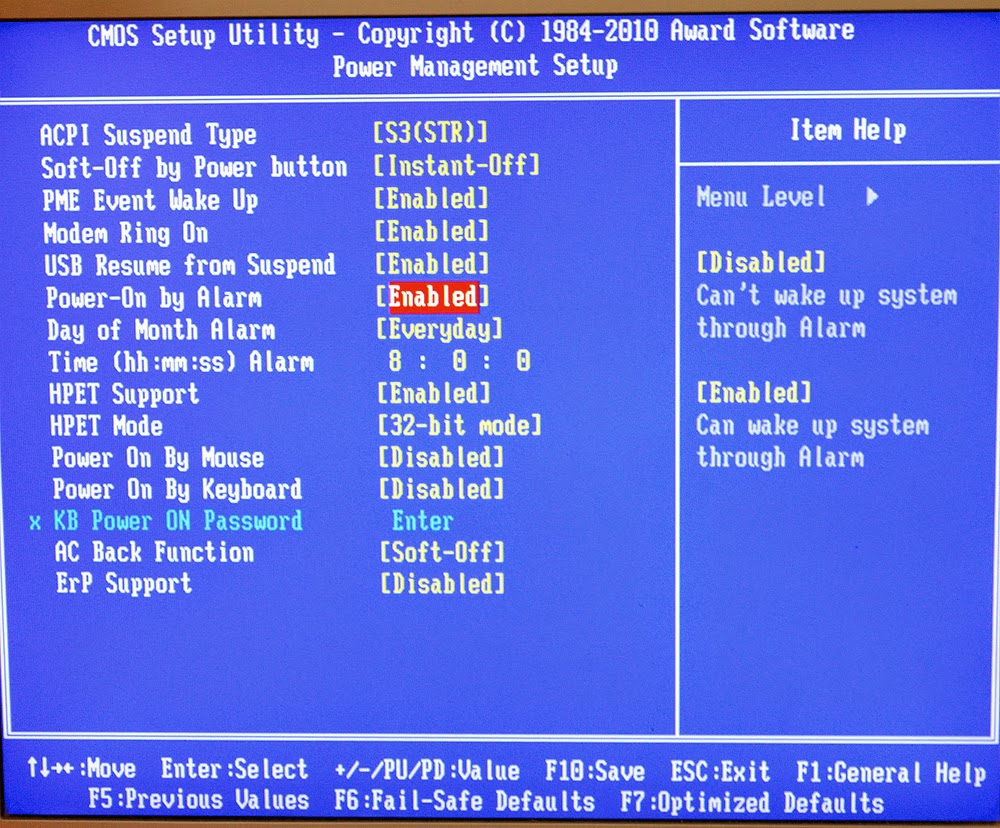 CMOS Setup Utility - Copyright (C) 1984-2010 Award Software
Power Management Setup
ACPI Suspend Type [S3(STR)]
Soft-Off by Power button [Instant-Off]
PME Event Wake Up [Enabled]
Modem Ring On [Enabled]
USB Resume from Suspend [Enabled]
Power-On by Alarm [Enabled]
Day of Month Alarm [Everyday]
Time (hh:mm:ss) Alarm 8 : 0 : 0
HPET Support [Enabled]
HPET Mode [32-bit mode]
Power On By Mouse [Disabled]
Power On By Keyboard [Disabled]
x KB Power ON Password Enter
AC Back Function [Soft-Off]
ErP Support [Disabled]
Item Help
Menu Level ▶
[Disabled]
Can't wake up system
through Alarm
[Enabled]
Can wake up system
through Alarm
↑↓→←:Move Enter:Select +/-/PU/PD:Value F10:Save ESC:Exit F1:General Help
F5:Previous Values F6:Fail-Safe Defaults F7:Optimized Defaults